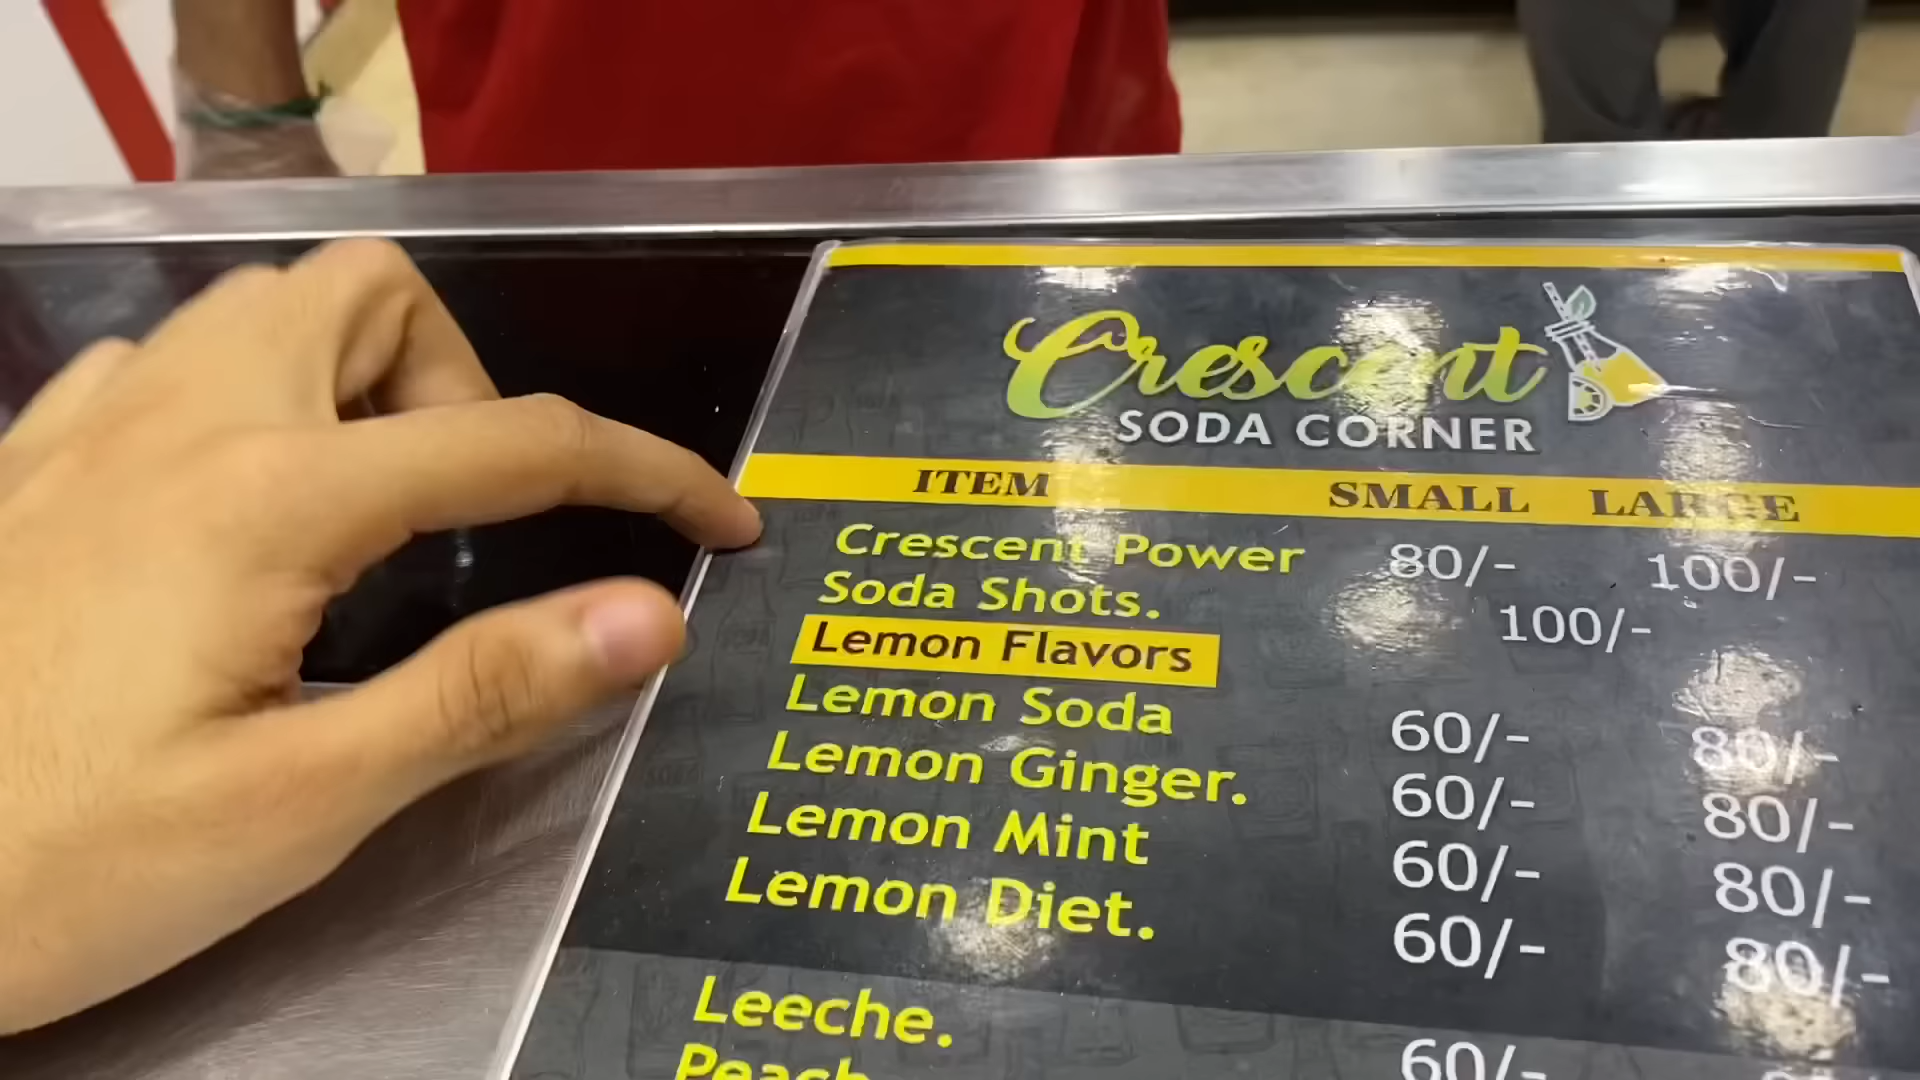 Crescent
SODA CORNER
ITEM SMALL LARGE
Crescent Power 80/- 100/-
Soda Shots. 100/-
Lemon Flavors
Lemon Soda 60/- 80/-
Lemon Ginger. 60/- 80/-
Lemon Mint 60/- 80/-
Lemon Diet. 60/- 80/-
Leeche. 60/-
Peach